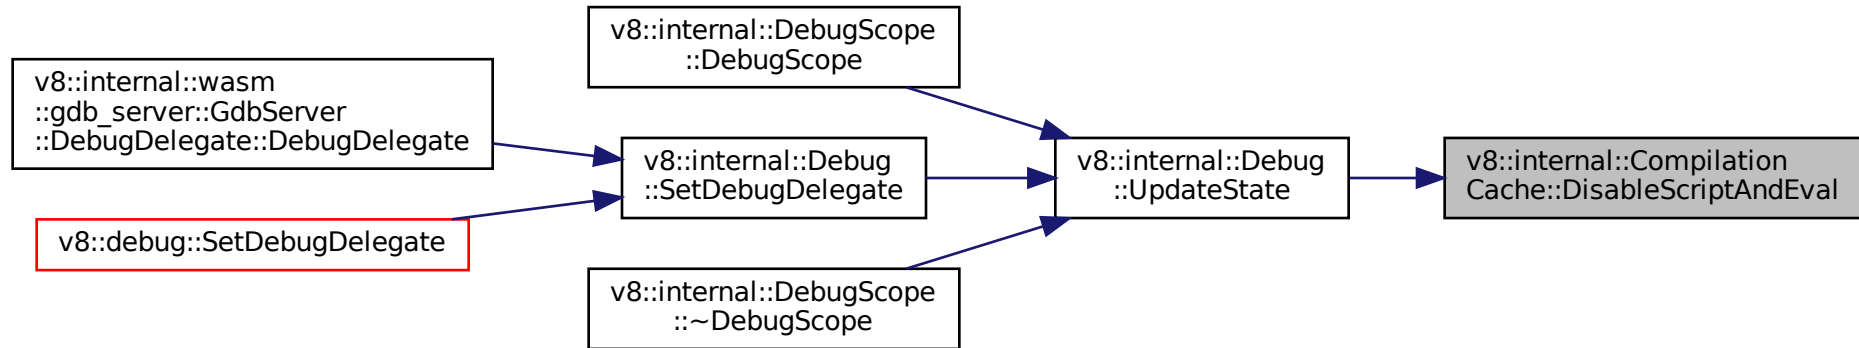 v8::internal::DebugScope
::DebugScope
v8::internal::wasm
::gdb_server::GdbServer
::DebugDelegate::DebugDelegate
v8::internal::Debug
::SetDebugDelegate
v8::internal::Debug
::UpdateState
v8::internal::Compilation
Cache::DisableScriptAndEval
v8::debug::SetDebugDelegate
v8::internal::DebugScope
::~DebugScope